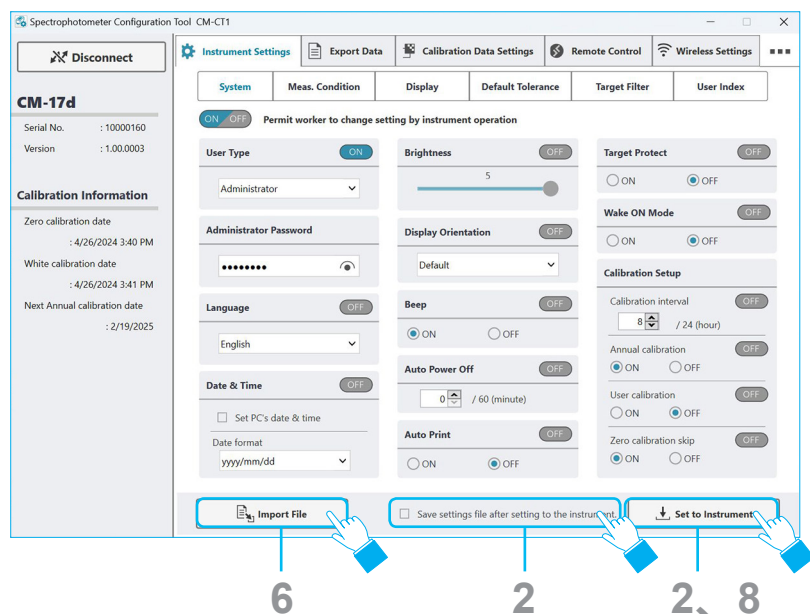 Spectrophotometer Configuration Tool CM-CT1
Disconnect
CM-17d
Serial No. : 10000160
Version : 1.00.0003
Calibration Information
Zero calibration date
: 4/26/2024 3:40 PM
White calibration date
: 4/26/2024 3:41 PM
Next Annual calibration date
: 2/19/2025
Instrument Settings Export Data Calibration Data Settings Remote Control Wireless Settings
System Meas. Condition Display Default Tolerance Target Filter User Index
ON OFF Permit worker to change setting by instrument operation
User Type ON
Administrator
Administrator Password
Language OFF
English
Date & Time OFF
Set PC's date & time
Date format
yyyy/mm/dd
Brightness OFF
5
Display Orientation OFF
Default
Beep OFF
ON OFF
Auto Power Off OFF
0 / 60 (minute)
Auto Print OFF
ON OFF
Target Protect OFF
ON OFF
Wake ON Mode OFF
ON OFF
Calibration Setup
Calibration interval OFF
8 / 24 (hour)
Annual calibration OFF
ON OFF
User calibration OFF
ON OFF
Zero calibration skip OFF
ON OFF
Import File Save settings file after setting to the instrument. Set to Instrument
6 2 2、8